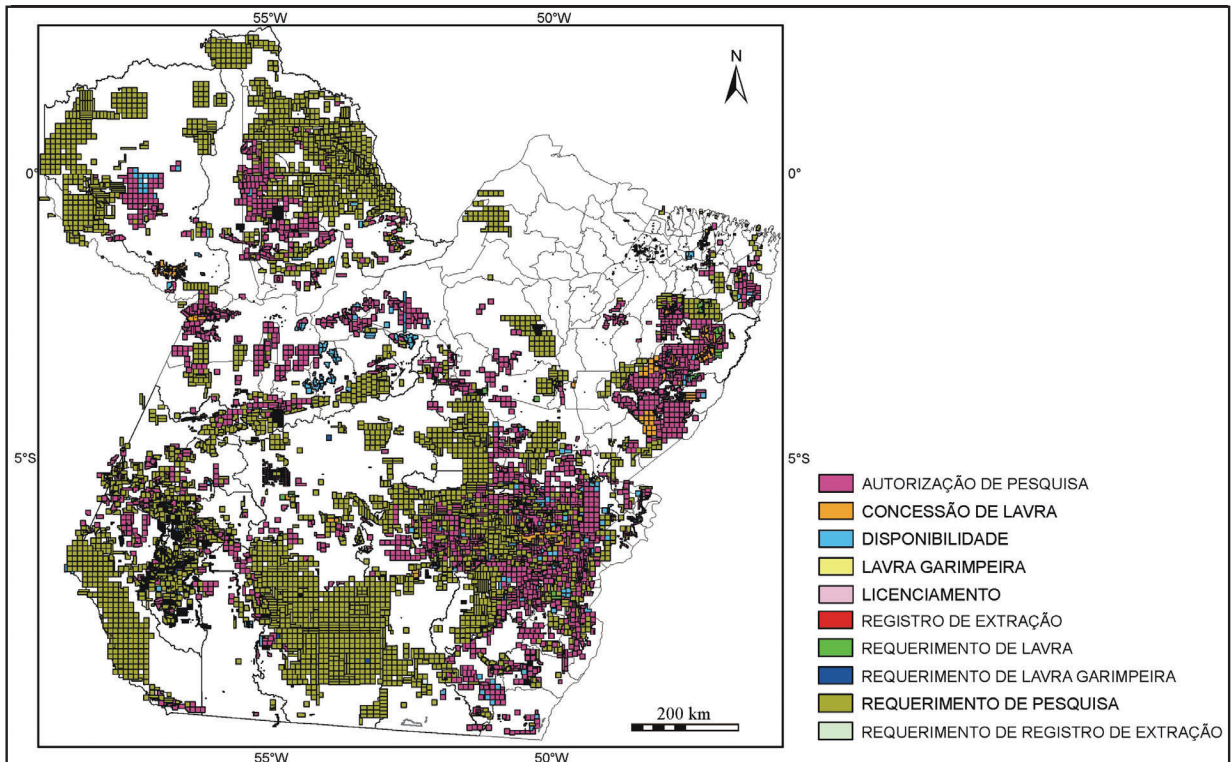 55°W 50°W
N
0° 0°
5°S 5°S
AUTORIZAÇÃO DE PESQUISA
CONCESSÃO DE LAVRA
DISPONIBILIDADE
LAVRA GARIMPEIRA
LICENCIAMENTO
REGISTRO DE EXTRAÇÃO
REQUERIMENTO DE LAVRA
REQUERIMENTO DE LAVRA GARIMPEIRA
REQUERIMENTO DE PESQUISA
REQUERIMENTO DE REGISTRO DE EXTRAÇÃO
200 km
55°W 50°W